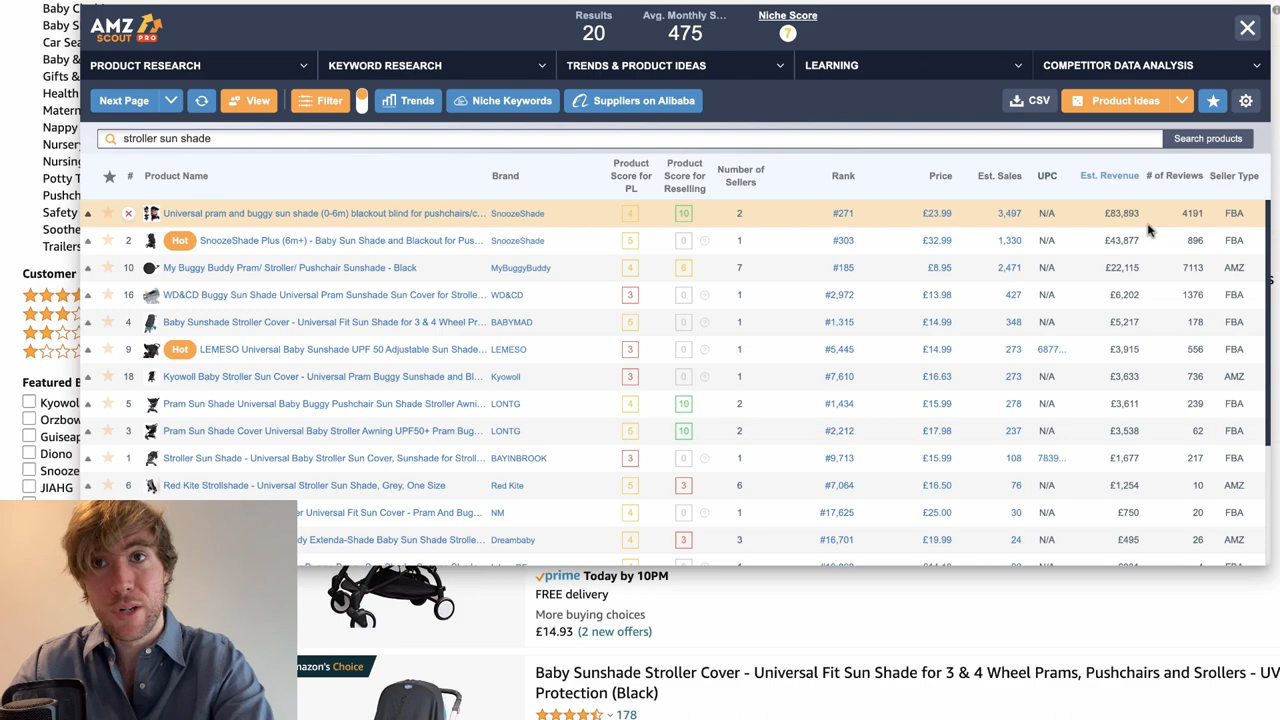 Baby
Baby S
Car Sea
Baby &
Gifts &
Health
Matern
Nappy
Nursery
Nursing
Potty T
Pushch
Safety
Soothe
Trailers
Customer
Featured B
Kyowol
Orzbow
Guiseap
Diono
Snooze
JIAHG
AMZ
SCOUT PRO
Results
20
Avg. Monthly S...
475
Niche Score
7
PRODUCT RESEARCH
KEYWORD RESEARCH
TRENDS & PRODUCT IDEAS
LEARNING
COMPETITOR DATA ANALYSIS
Next Page
View
Filter
Trends
Niche Keywords
Suppliers on Alibaba
CSV
Product Ideas
stroller sun shade
Search products
# Product Name Brand Product Score for PL Product Score for Reselling Number of Sellers Rank Price Est. Sales UPC Est. Revenue # of Reviews Seller Type
Universal pram and buggy sun shade (0-6m) blackout blind for pushchairs/c... SnoozeShade 4 10 2 #271 £23.99 3,497 N/A £83,893 4191 FBA
2 Hot SnoozeShade Plus (6m+) - Baby Sun Shade and Blackout for Pus... SnoozeShade 5 0 1 #303 £32.99 1,330 N/A £43,877 896 FBA
10 My Buggy Buddy Pram/ Stroller/ Pushchair Sunshade - Black MyBuggyBuddy 4 6 7 #185 £8.95 2,471 N/A £22,115 7113 AMZ
16 WD&CD Buggy Sun Shade Universal Pram Sunshade Sun Cover for Strolle... WD&CD 3 0 1 #2,972 £13.98 427 N/A £6,202 1376 FBA
4 Baby Sunshade Stroller Cover - Universal Fit Sun Shade for 3 & 4 Wheel Pr... BABYMAD 5 0 1 #1,315 £14.99 348 N/A £5,217 178 FBA
9 Hot LEMESO Universal Baby Sunshade UPF 50 Adjustable Sun Shade... LEMESO 3 0 1 #5,445 £14.99 273 6877... £3,915 556 FBA
18 Kyowoll Baby Stroller Sun Cover - Universal Pram Buggy Sunshade and Bl... Kyowoll 3 0 1 #7,610 £16.63 273 N/A £3,633 736 AMZ
5 Pram Sun Shade Universal Baby Buggy Pushchair Sun Shade Stroller Awni... LONTG 4 10 2 #1,434 £15.99 278 N/A £3,611 239 FBA
3 Pram Sun Shade Cover Universal Baby Stroller Awning UPF50+ Pram Bug... LONTG 5 10 2 #2,212 £17.98 237 N/A £3,538 62 FBA
1 Stroller Sun Shade - Universal Baby Stroller Sun Cover, Sunshade for Stroll... BAYINBROOK 3 0 1 #9,713 £15.99 108 7839... £1,677 217 FBA
6 Red Kite Strollshade - Universal Stroller Sun Shade, Grey, One Size Red Kite 5 3 6 #7,064 £16.50 76 N/A £1,254 10 AMZ
er Universal Fit Sun Cover - Pram And Bug... NM 4 0 1 #17,625 £25.00 30 N/A £750 20 FBA
dy Extenda-Shade Baby Sun Shade Strolle... Dreambaby 4 3 3 #16,701 £19.99 24 N/A £495 26 AMZ
prime Today by 10PM
FREE delivery
More buying choices
£14.93 (2 new offers)
mazon's Choice
Baby Sunshade Stroller Cover - Universal Fit Sun Shade for 3 & 4 Wheel Prams, Pushchairs and Srollers - UV
Protection (Black)
178